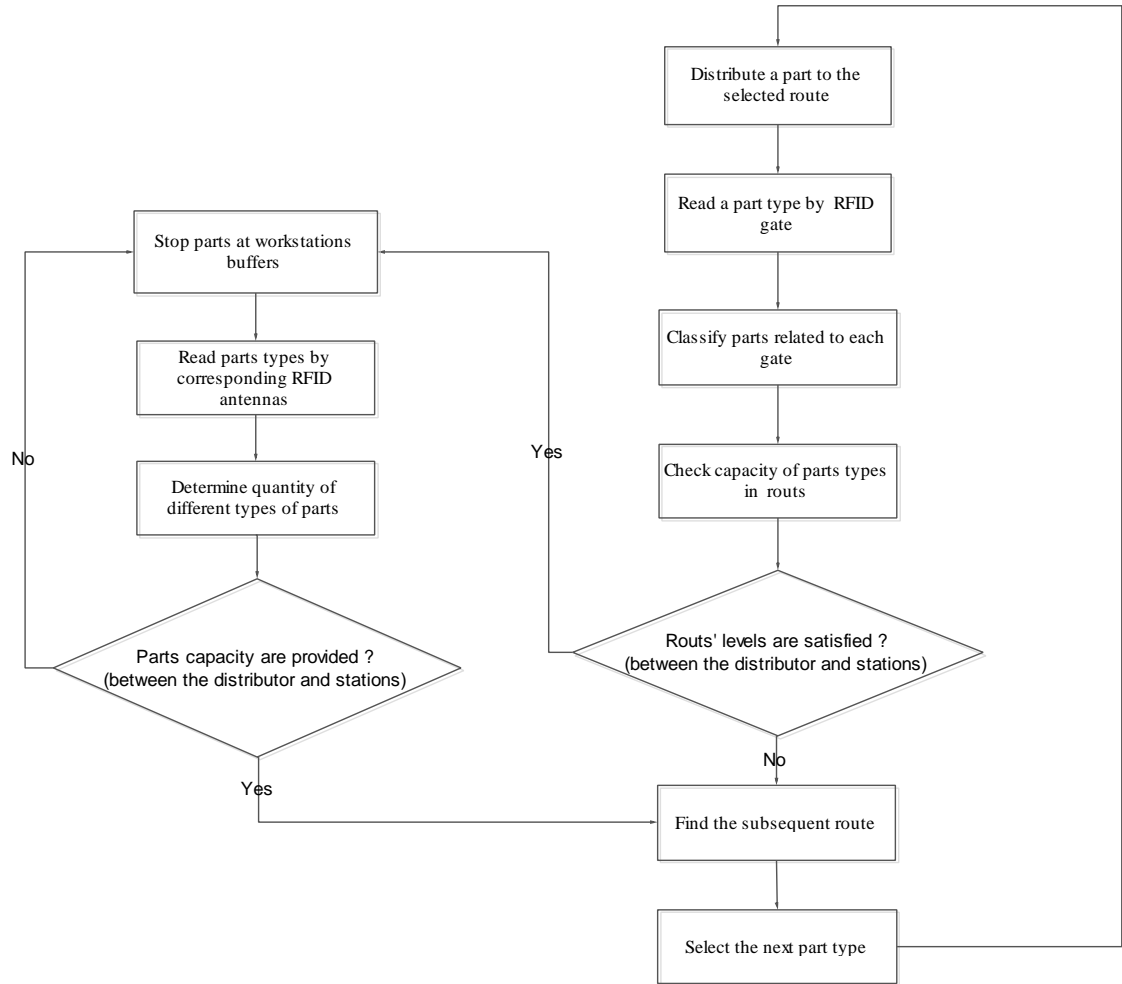 Distribute a part to the
selected route
Read a part type by RFID
gate
Classify parts related to each
gate
Check capacity of parts types
in routs
Routs' levels are satisfied ?
(between the distributor and stations)
Yes
No
Stop parts at workstations
buffers
Read parts types by
corresponding RFID
antennas
Determine quantity of
different types of parts
Parts capacity are provided ?
(between the distributor and stations)
No
Yes
Find the subsequent route
Select the next part type